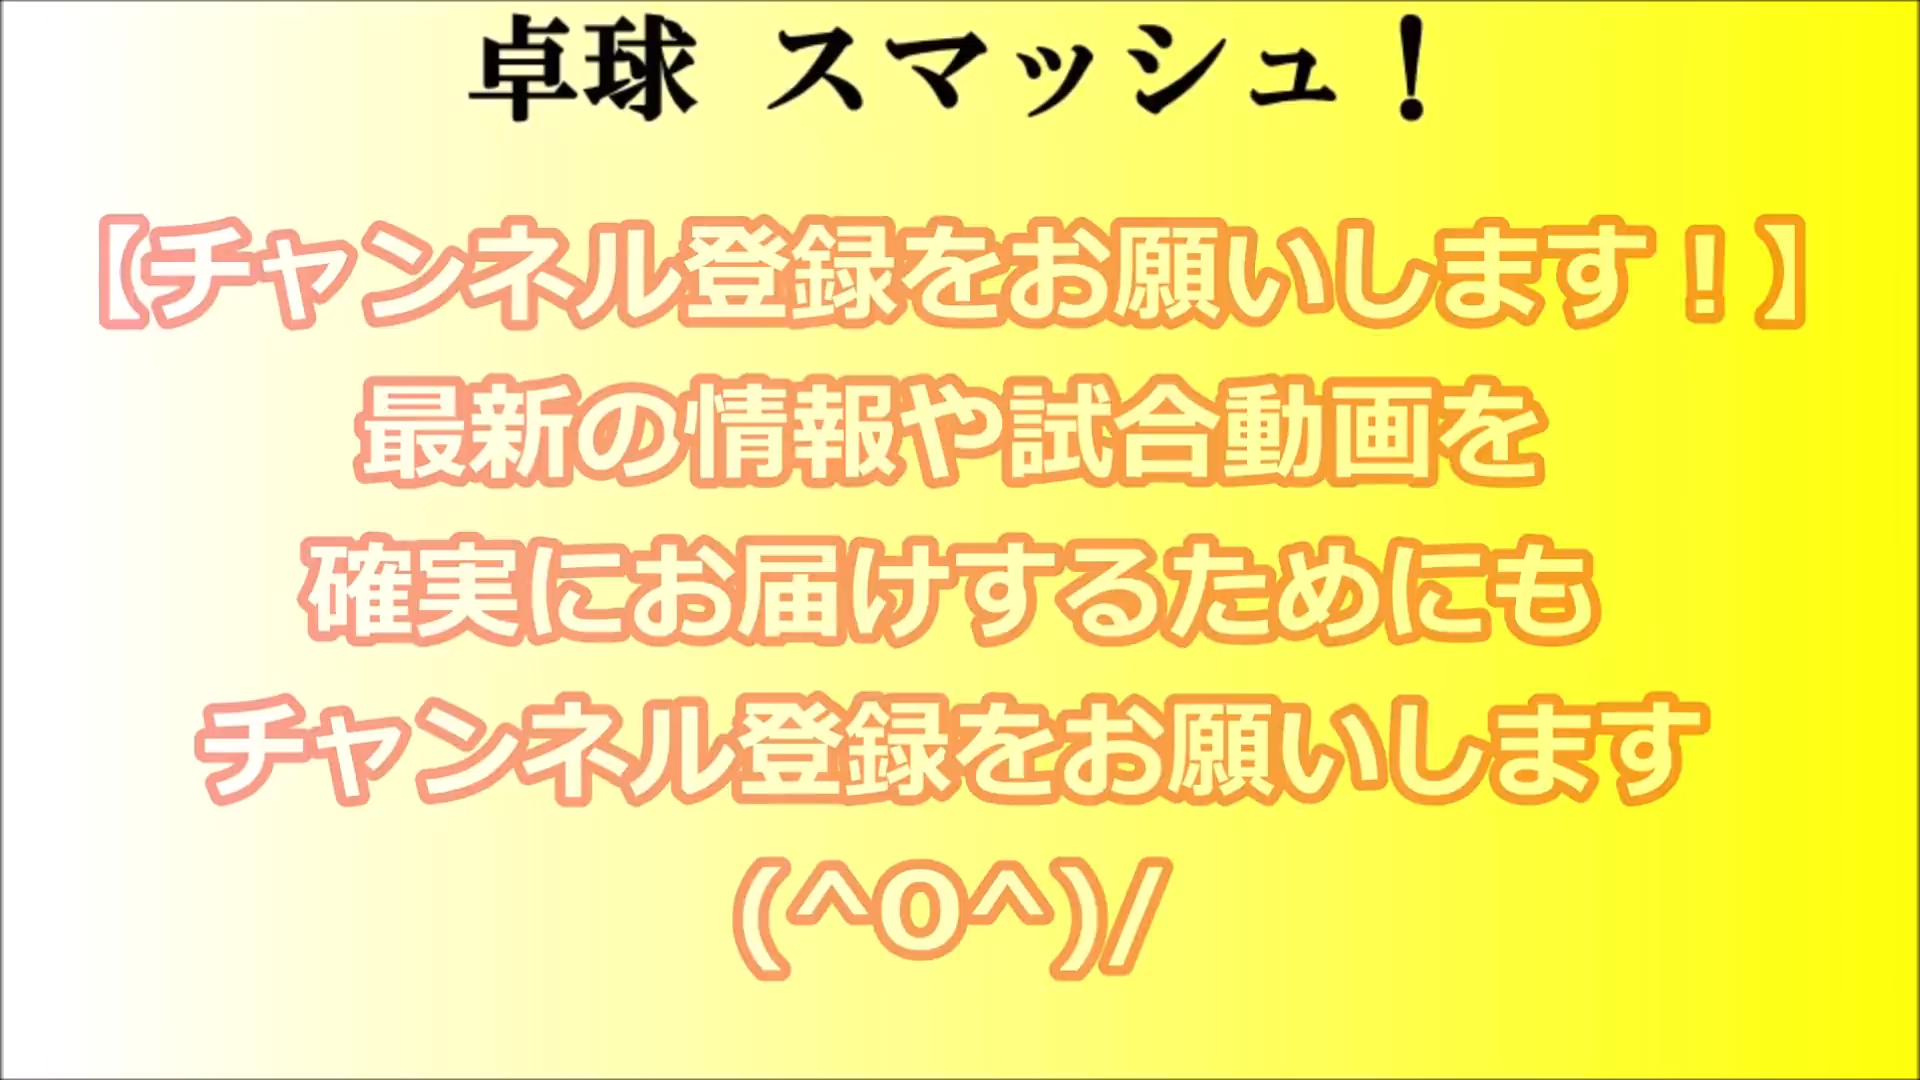 卓球 スマッシュ！
【チャンネル登録をお願いします！】
最新の情報や試合動画を
確実にお届けするためにも
チャンネル登録をお願いします
(^O^)/